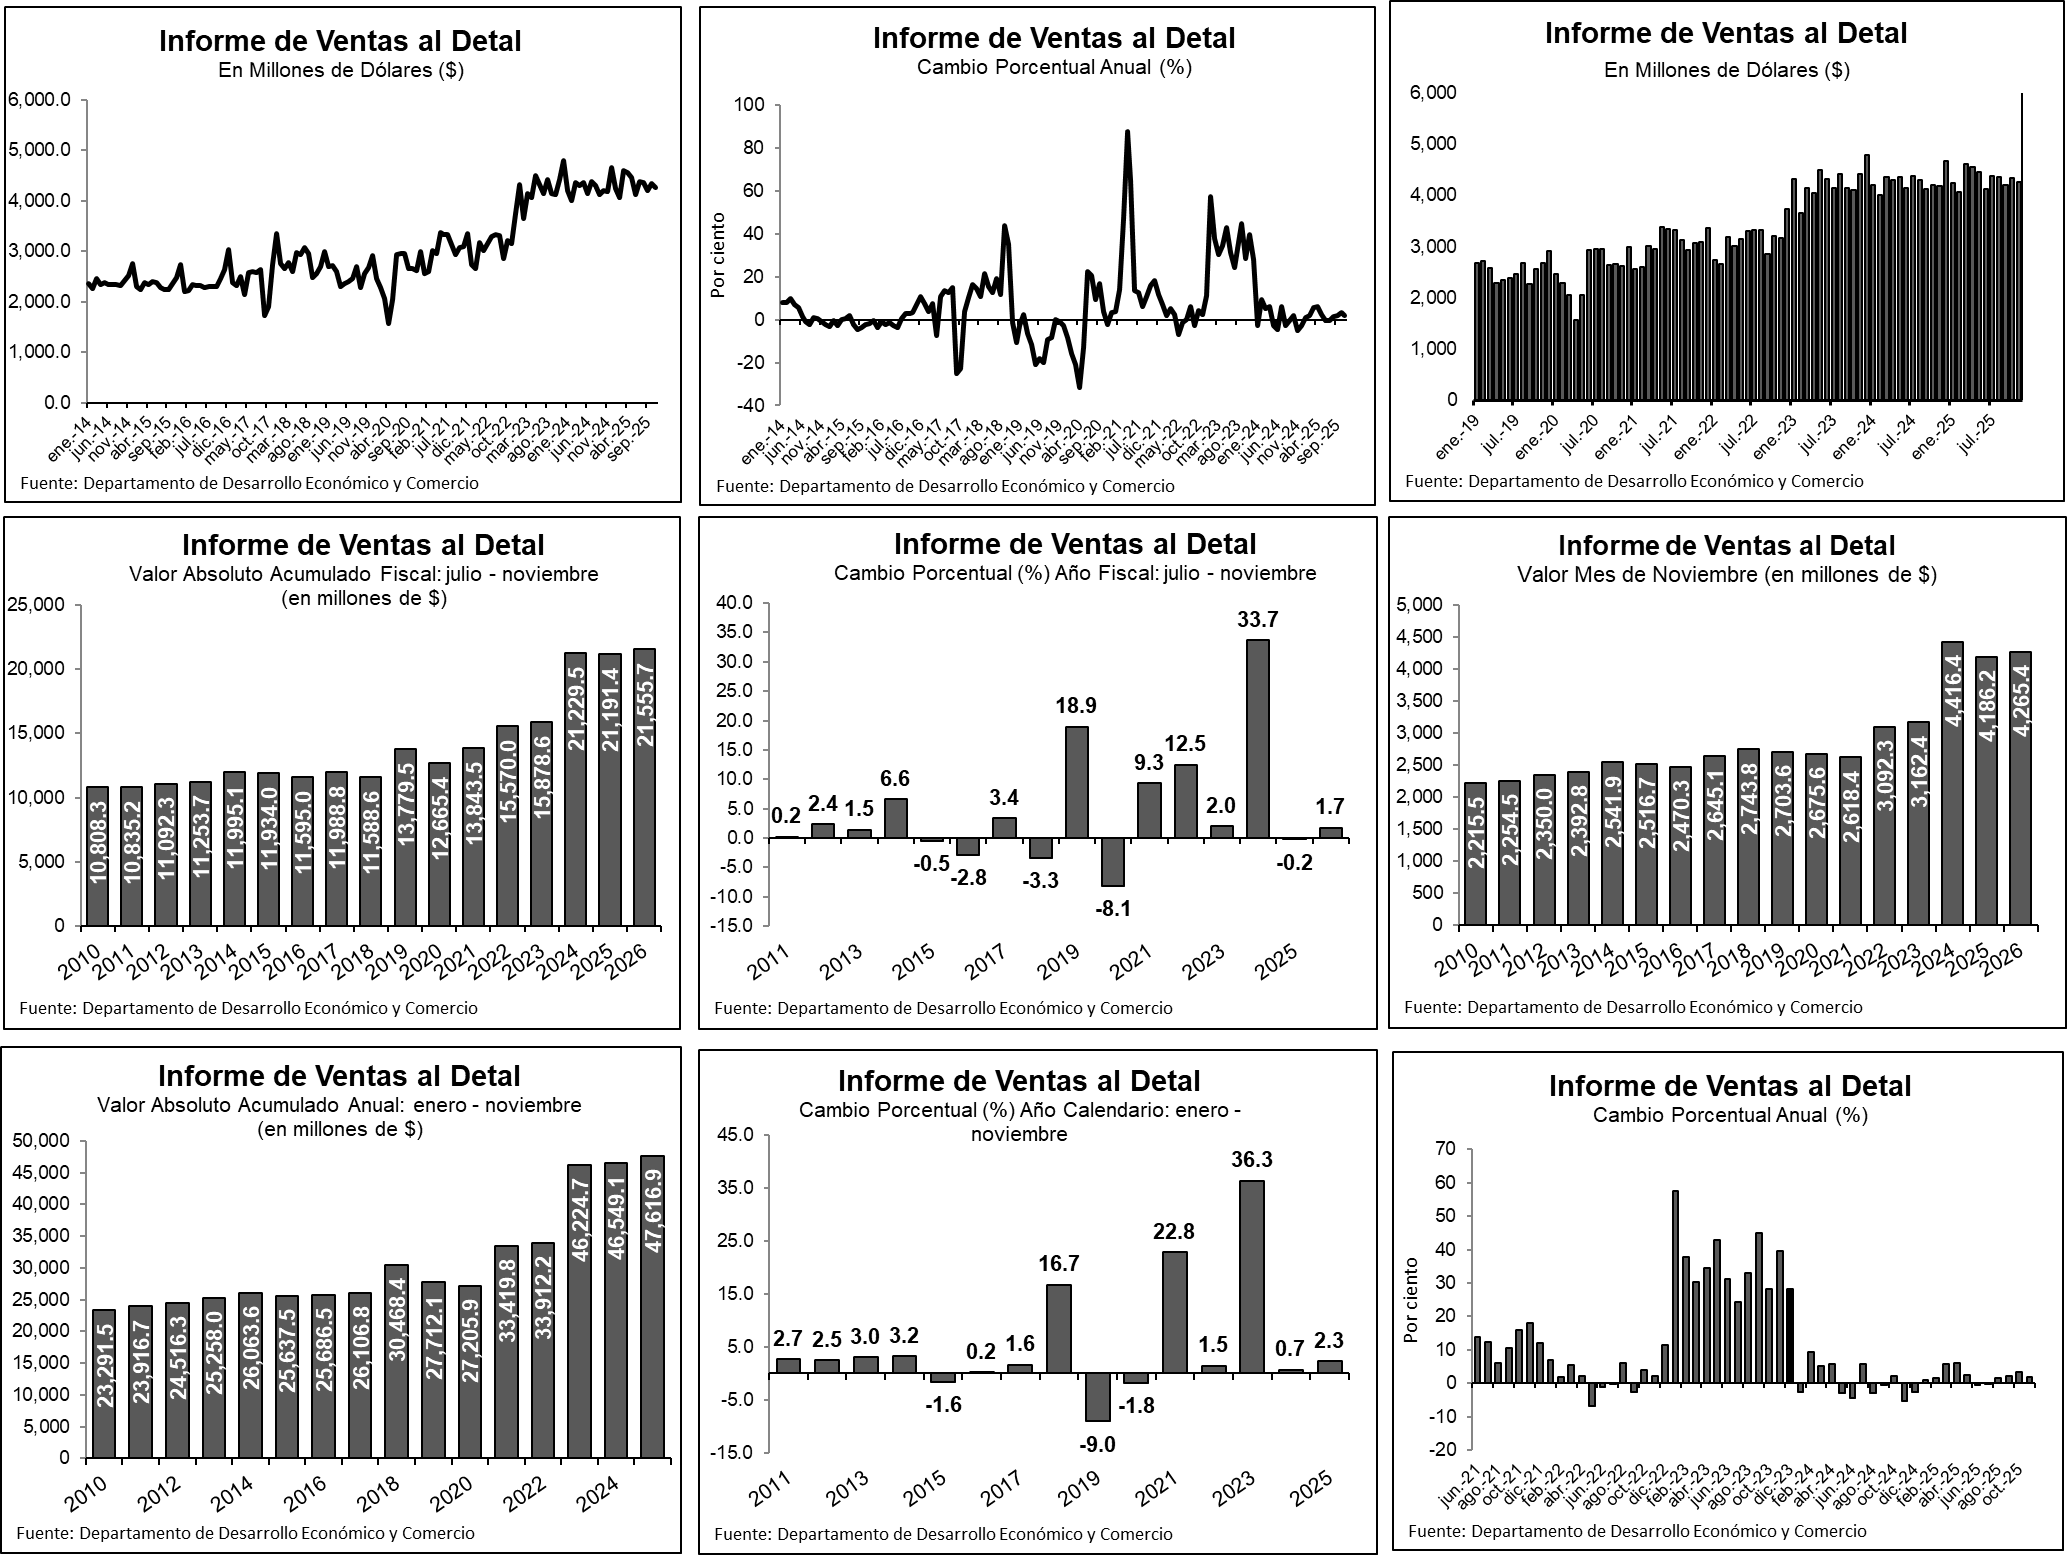 Informe de Ventas al Detal
En Millones de Dólares ($)
6,000.0
5,000.0
4,000.0
3,000.0
2,000.0
1,000.0
0.0
ene.-14
jun.-14
nov.-14
abr.-15
sep.-15
feb.-16
jul.-16
dic.-16
may.-17
oct.-17
mar.-18
ago.-18
ene.-19
jun.-19
nov.-19
abr.-20
sep.-20
feb.-21
jul.-21
dic.-21
may.-22
oct.-22
mar.-23
ago.-23
ene.-24
jun.-24
nov.-24
abr.-25
sep.-25
Fuente: Departamento de Desarrollo Económico y Comercio
Informe de Ventas al Detal
Cambio Porcentual Anual (%)
Por ciento
100
80
60
40
20
0
-20
-40
ene.-14
jun.-14
nov.-14
abr.-15
sep.-15
feb.-16
jul.-16
dic.-16
may.-17
oct.-17
mar.-18
ago.-18
ene.-19
jun.-19
nov.-19
abr.-20
sep.-20
feb.-21
jul.-21
dic.-21
may.-22
oct.-22
mar.-23
ago.-23
ene.-24
jun.-24
nov.-24
abr.-25
sep.-25
Fuente: Departamento de Desarrollo Económico y Comercio
Informe de Ventas al Detal
En Millones de Dólares ($)
6,000
5,000
4,000
3,000
2,000
1,000
0
ene.-19
jul.-19
ene.-20
jul.-20
ene.-21
jul.-21
ene.-22
jul.-22
ene.-23
jul.-23
ene.-24
jul.-24
ene.-25
jul.-25
Fuente: Departamento de Desarrollo Económico y Comercio
Informe de Ventas al Detal
Valor Absoluto Acumulado Fiscal: julio - noviembre
(en millones de $)
25,000
20,000
15,000
10,000
5,000
0
10,808.3
10,835.2
11,092.3
11,253.7
11,995.1
11,934.0
11,595.0
11,988.8
11,588.6
13,779.5
12,665.4
13,843.5
15,570.0
15,878.6
21,229.5
21,191.4
21,555.7
2010
2011
2012
2013
2014
2015
2016
2017
2018
2019
2020
2021
2022
2023
2024
2025
2026
Fuente: Departamento de Desarrollo Económico y Comercio
Informe de Ventas al Detal
Cambio Porcentual (%) Año Fiscal: julio - noviembre
40.0
35.0
30.0
25.0
20.0
15.0
10.0
5.0
0.0
-5.0
-10.0
-15.0
0.2
2.4
1.5
6.6
-0.5
-2.8
3.4
-3.3
18.9
-8.1
9.3
12.5
2.0
33.7
-0.2
1.7
2011
2013
2015
2017
2019
2021
2023
2025
Fuente: Departamento de Desarrollo Económico y Comercio
Informe de Ventas al Detal
Valor Mes de Noviembre (en millones de $)
5,000
4,500
4,000
3,500
3,000
2,500
2,000
1,500
1,000
500
0
2,215.5
2,254.5
2,350.0
2,392.8
2,541.9
2,516.7
2,470.3
2,645.1
2,743.8
2,703.6
2,675.6
2,618.4
3,092.3
3,162.4
4,416.4
4,186.2
4,265.4
2010
2011
2012
2013
2014
2015
2016
2017
2018
2019
2020
2021
2022
2023
2024
2025
2026
Fuente: Departamento de Desarrollo Económico y Comercio
Informe de Ventas al Detal
Valor Absoluto Acumulado Anual: enero - noviembre
(en millones de $)
50,000
45,000
40,000
35,000
30,000
25,000
20,000
15,000
10,000
5,000
0
23,291.5
23,916.7
24,516.3
25,258.0
26,063.6
25,637.5
25,686.5
26,106.8
30,468.4
27,712.1
27,205.9
33,419.8
33,912.2
46,224.7
46,549.1
47,616.9
2010
2012
2014
2016
2018
2020
2022
2024
Fuente: Departamento de Desarrollo Económico y Comercio
Informe de Ventas al Detal
Cambio Porcentual (%) Año Calendario: enero -
noviembre
45.0
35.0
25.0
15.0
5.0
-5.0
-15.0
2.7
2.5
3.0
3.2
-1.6
0.2
1.6
16.7
-9.0
-1.8
22.8
1.5
36.3
0.7
2.3
2011
2013
2015
2017
2019
2021
2023
2025
Fuente: Departamento de Desarrollo Económico y Comercio
Informe de Ventas al Detal
Cambio Porcentual Anual (%)
Por ciento
70
60
50
40
30
20
10
0
-10
-20
jun.-21
ago.-21
oct.-21
dic.-21
feb.-22
abr.-22
jun.-22
ago.-22
oct.-22
dic.-22
feb.-23
abr.-23
jun.-23
ago.-23
oct.-23
dic.-23
feb.-24
abr.-24
jun.-24
ago.-24
oct.-24
dic.-24
feb.-25
abr.-25
jun.-25
ago.-25
oct.-25
Fuente: Departamento de Desarrollo Económico y Comercio